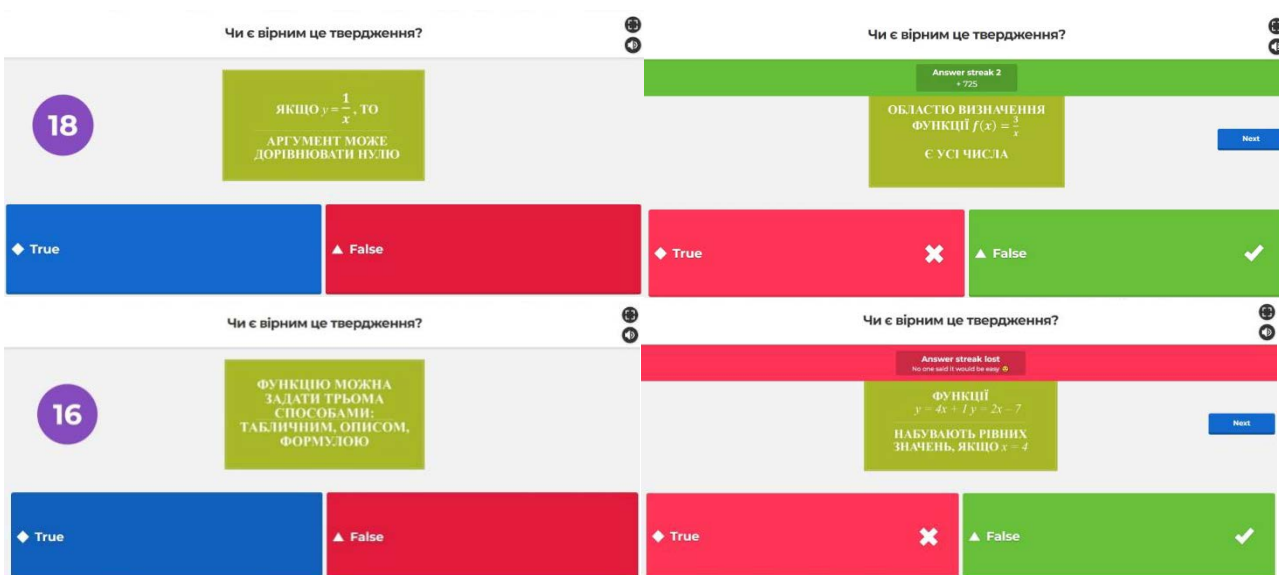 Чи є вірним це твердження?
18
ЯКЩО y = 1/x, ТО
АРГУМЕНТ МОЖЕ
ДОРІВНЮВАТИ НУЛЮ
True
False
Чи є вірним це твердження?
Answer streak 2
+ 725
ОБЛАСТЮ ВИЗНАЧЕННЯ
ФУНКЦІЇ f(x) = 3/x
Є УСІ ЧИСЛА
Next
True
False
Чи є вірним це твердження?
16
ФУНКЦІЮ МОЖНА
ЗАДАТИ ТРЬОМА
СПОСОБАМИ:
ТАБЛИЧНИМ, ОПИСОМ,
ФОРМУЛОЮ
True
False
Чи є вірним це твердження?
Answer streak lost
No one said it would be easy
ФУНКЦІЇ
y = 4x + 1 y = 2x − 7
НАБУВАЮТЬ РІВНИХ
ЗНАЧЕНЬ, ЯКЩО x = 4
Next
True
False